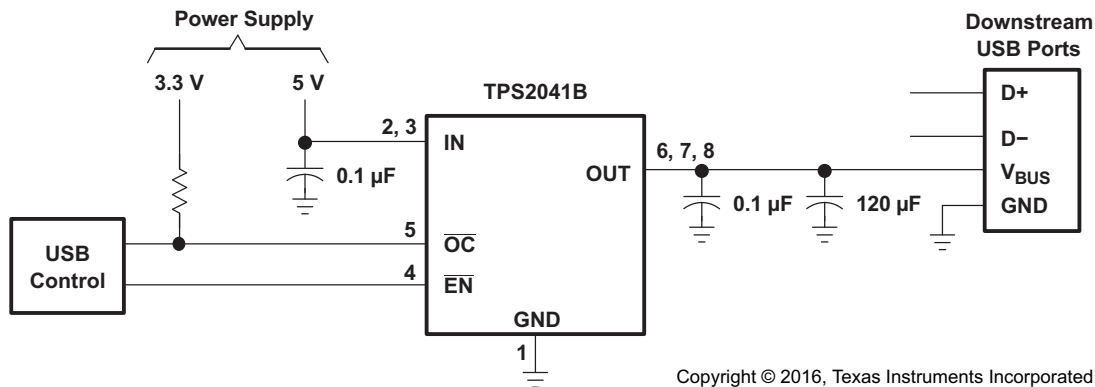 Power Supply
3.3 V
5 V
TPS2041B
Downstream
USB Ports
D+
D−
V_BUS
GND
2, 3
IN
0.1 µF
OUT
6, 7, 8
0.1 µF
120 µF
USB
Control
5
OC
4
EN
GND
1
Copyright © 2016, Texas Instruments Incorporated